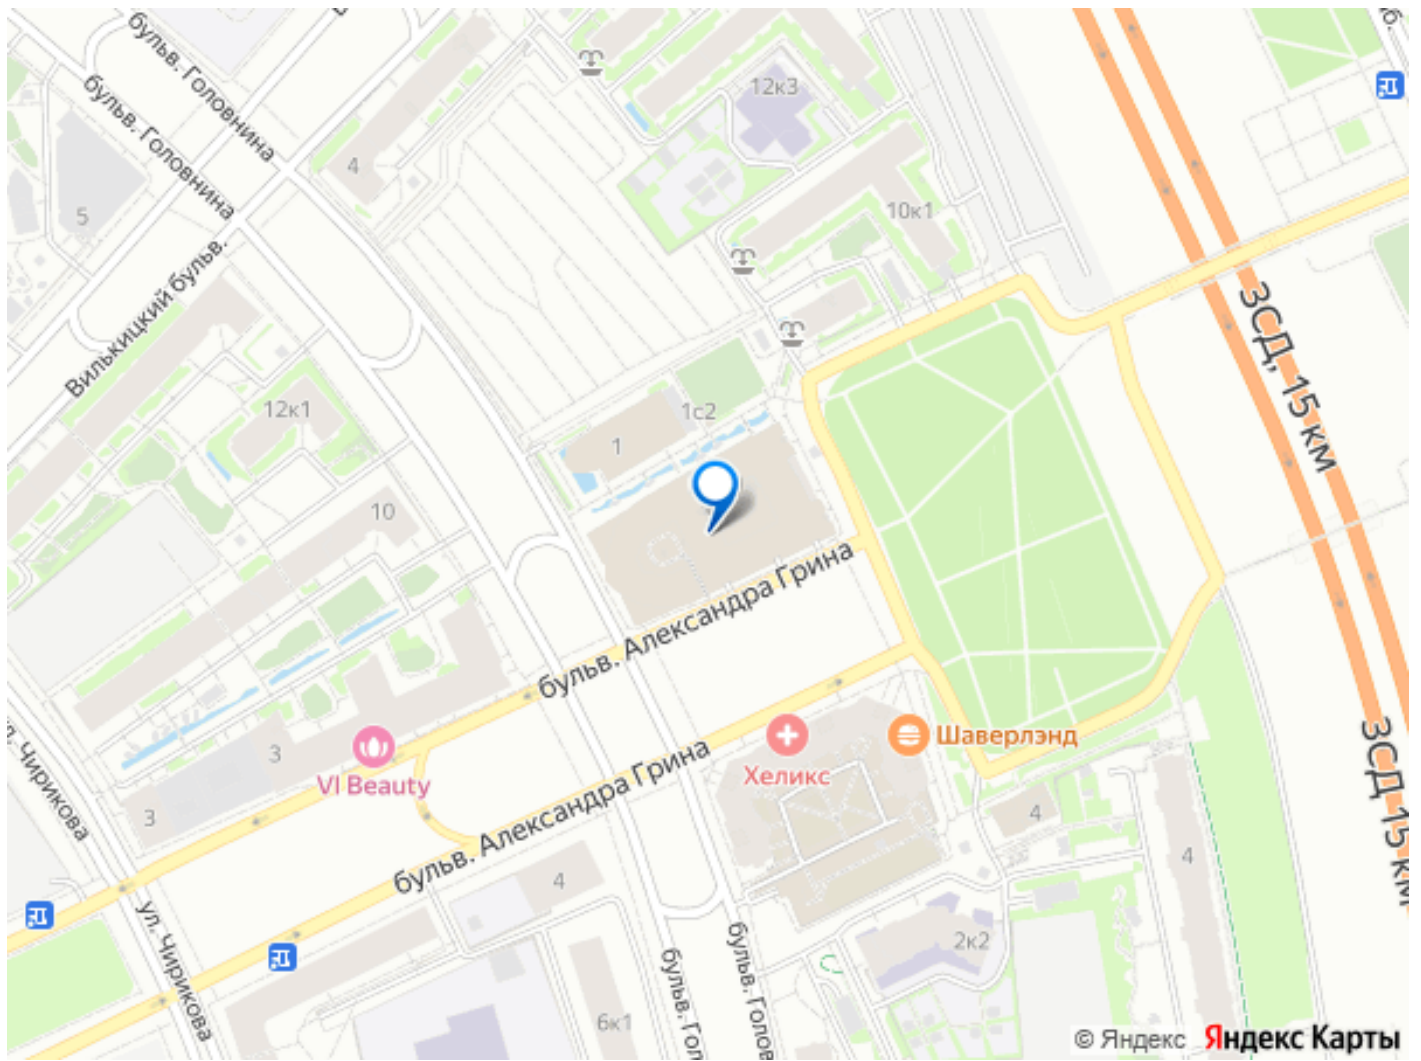 бульв. Головнина
бульв. Головнина
12к3
4
5
10к1
Вилькицкий бульв.
ЗСД, 15 км
12к1
1с2
1
10
бульв. Александра Грина
3
VI Beauty
3
Хеликс
Шаверлэнд
ЗСД 15 км
бульв. Александра Грина
4
4
4
ул. Чирикова
2к2
6к1
бульв. Гол
бульв. Голов
© Яндекс Яндекс Карты